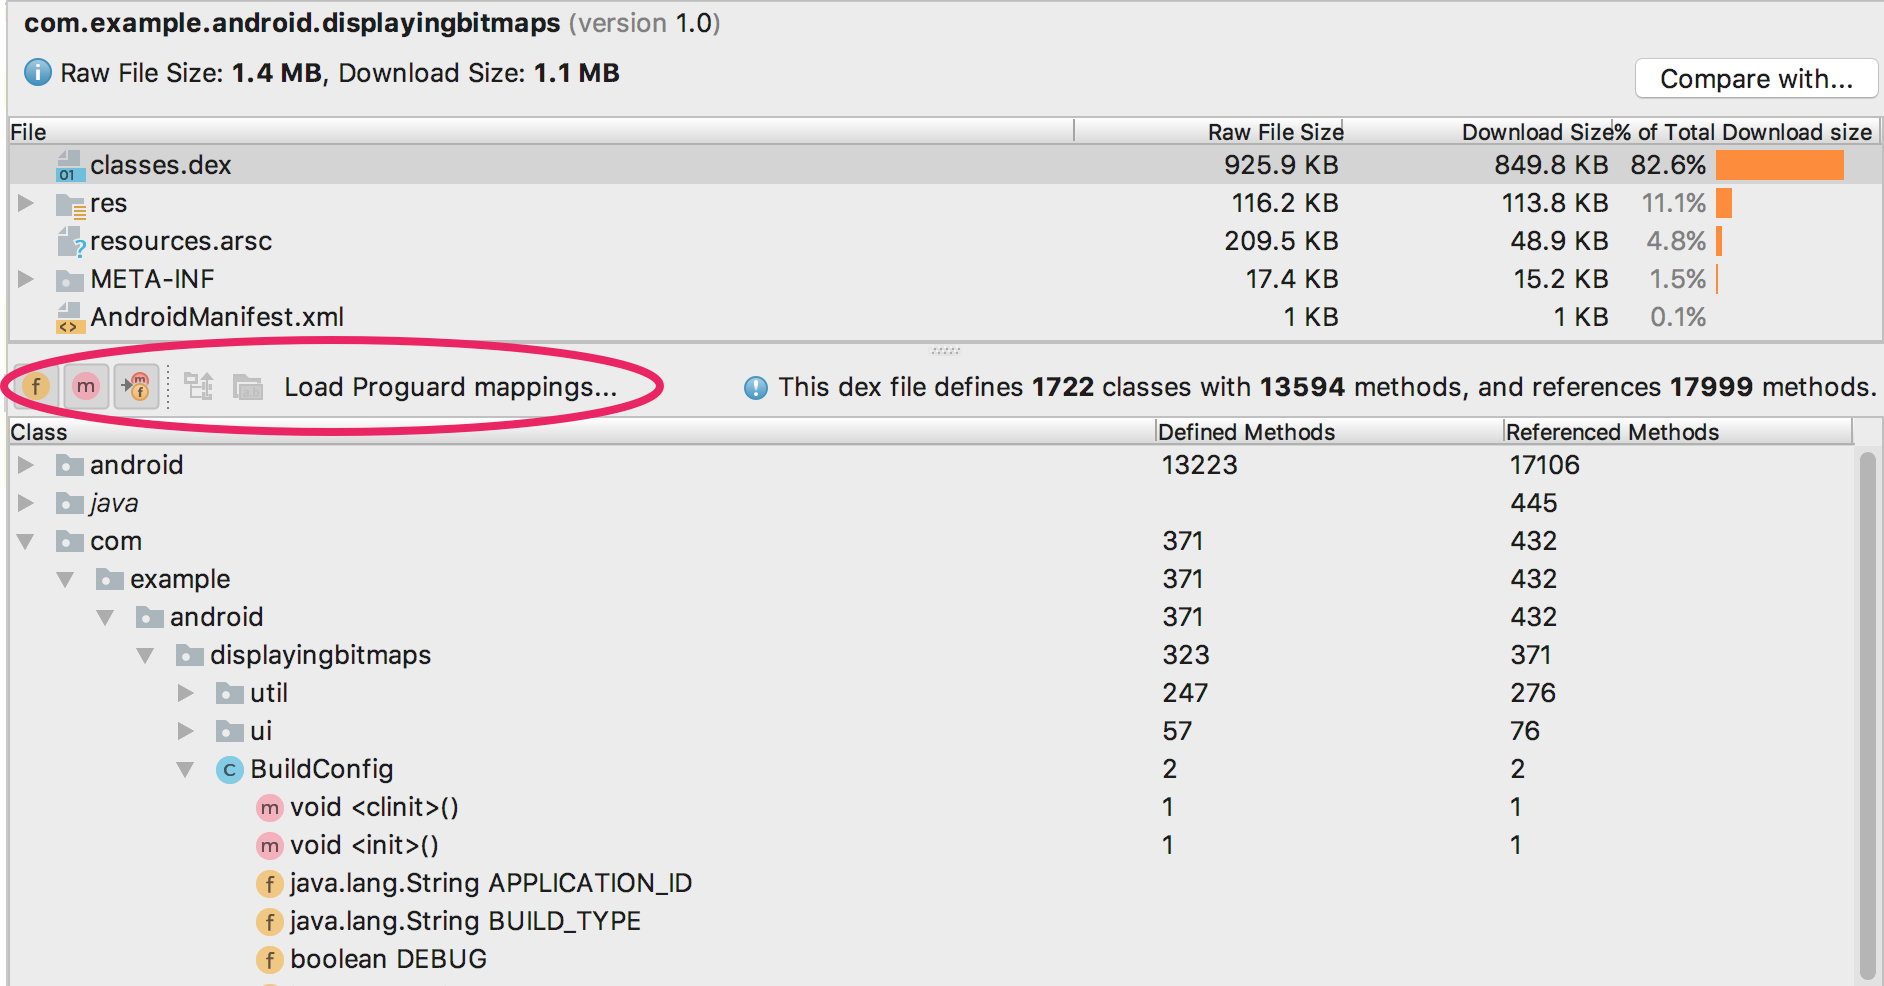 com.example.android.displayingbitmaps (version 1.0)
Raw File Size: 1.4 MB, Download Size: 1.1 MB
Compare with...
File Raw File Size Download Size % of Total Download size
01 classes.dex 925.9 KB 849.8 KB 82.6%
res 116.2 KB 113.8 KB 11.1%
resources.arsc 209.5 KB 48.9 KB 4.8%
META-INF 17.4 KB 15.2 KB 1.5%
AndroidManifest.xml 1 KB 1 KB 0.1%
f m m f Load Proguard mappings... This dex file defines 1722 classes with 13594 methods, and references 17999 methods.
Class Defined Methods Referenced Methods
android 13223 17106
java 445
com 371 432
example 371 432
android 371 432
displayingbitmaps 323 371
util 247 276
ui 57 76
C BuildConfig 2 2
m void <clinit>() 1 1
m void <init>() 1 1
f java.lang.String APPLICATION_ID
f java.lang.String BUILD_TYPE
f boolean DEBUG